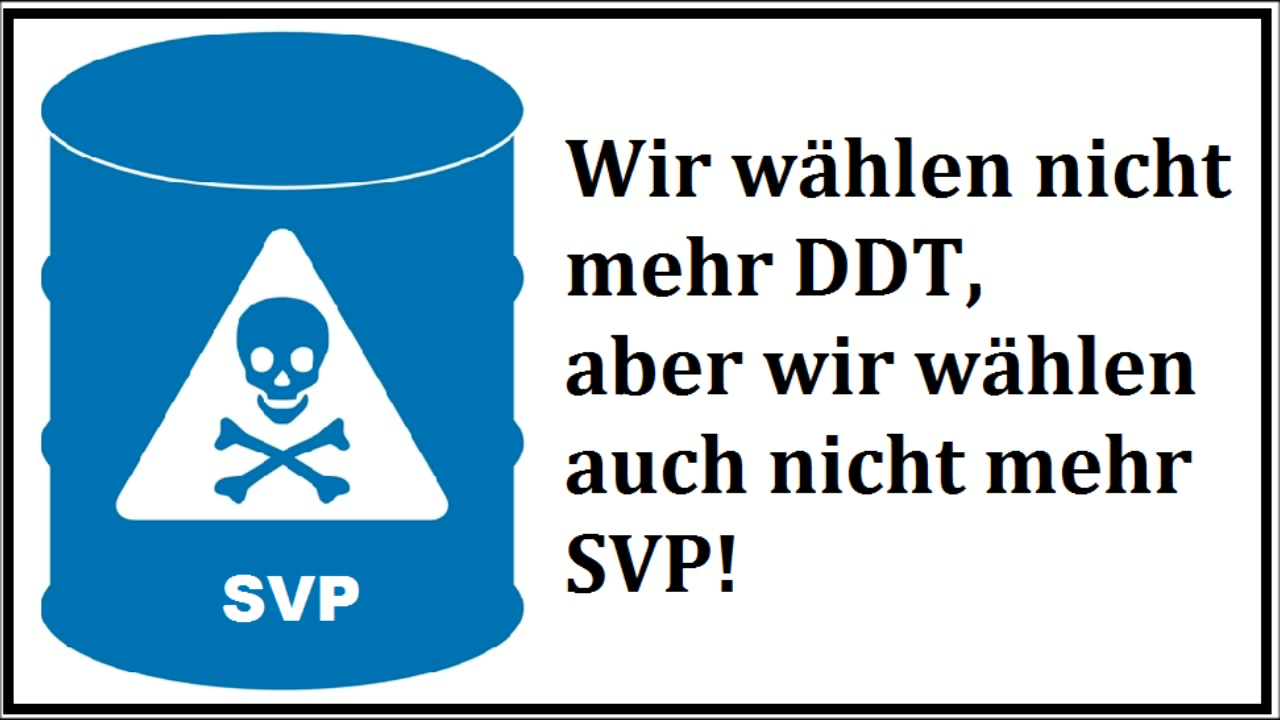 SVP
Wir wählen nicht
mehr DDT,
aber wir wählen
auch nicht mehr
SVP!